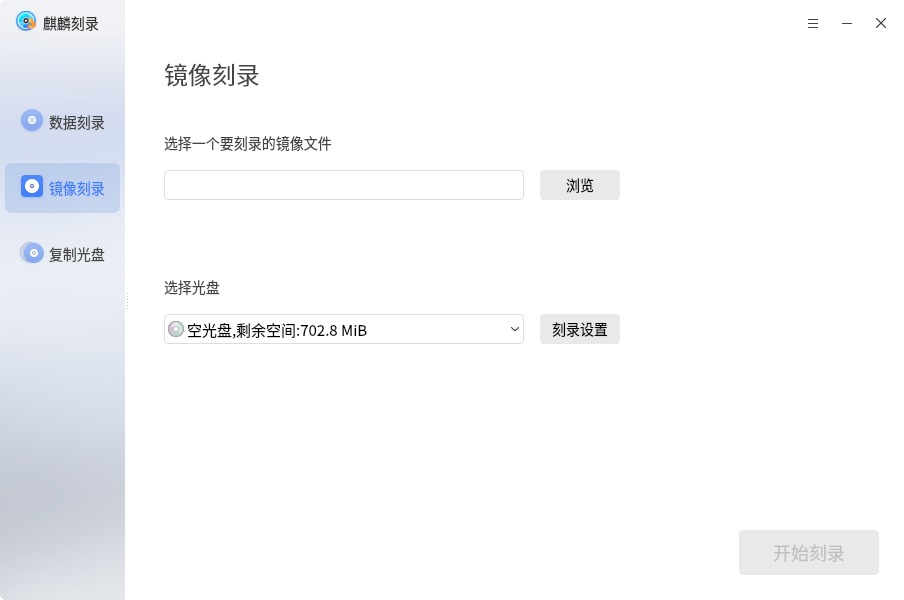 麒麟刻录
数据刻录
镜像刻录
复制光盘
镜像刻录
选择一个要刻录的镜像文件
浏览
选择光盘
空光盘,剩余空间:702.8 MiB
刻录设置
开始刻录